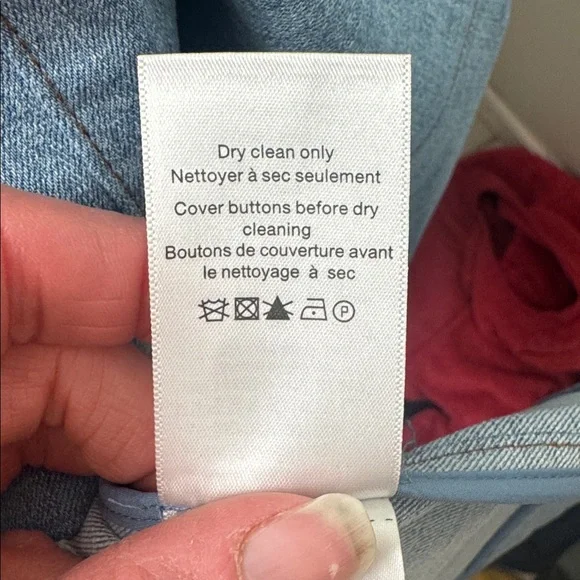 Dry clean only
Nettoyer à sec seulement
Cover buttons before dry
cleaning
Boutons de couverture avant
le nettoyage à sec
P